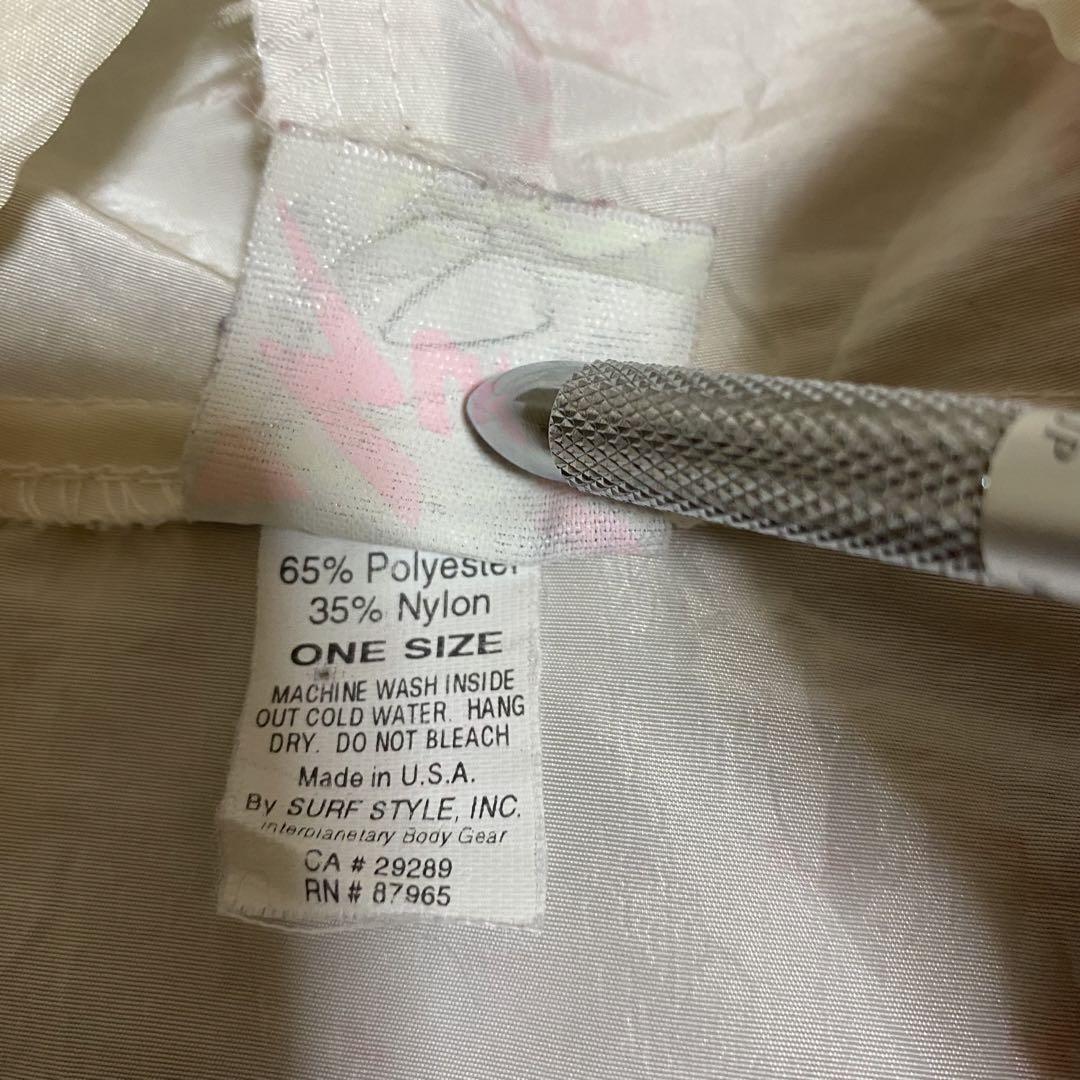 65% Polyester
35% Nylon
ONE SIZE
MACHINE WASH INSIDE
OUT COLD WATER. HANG
DRY. DO NOT BLEACH
Made in U.S.A.
By SURF STYLE, INC.
Interplanetary Body Gear
CA # 29289
RN # 87965
UP